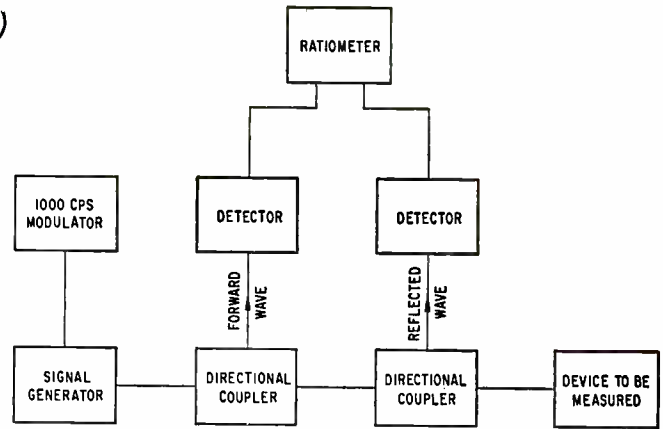 )
RATIOMETER
1000 CPS
MODULATOR
DETECTOR
DETECTOR
FORWARD
WAVE
REFLECTED
WAVE
SIGNAL
GENERATOR
DIRECTIONAL
COUPLER
DIRECTIONAL
COUPLER
DEVICE TO BE
MEASURED